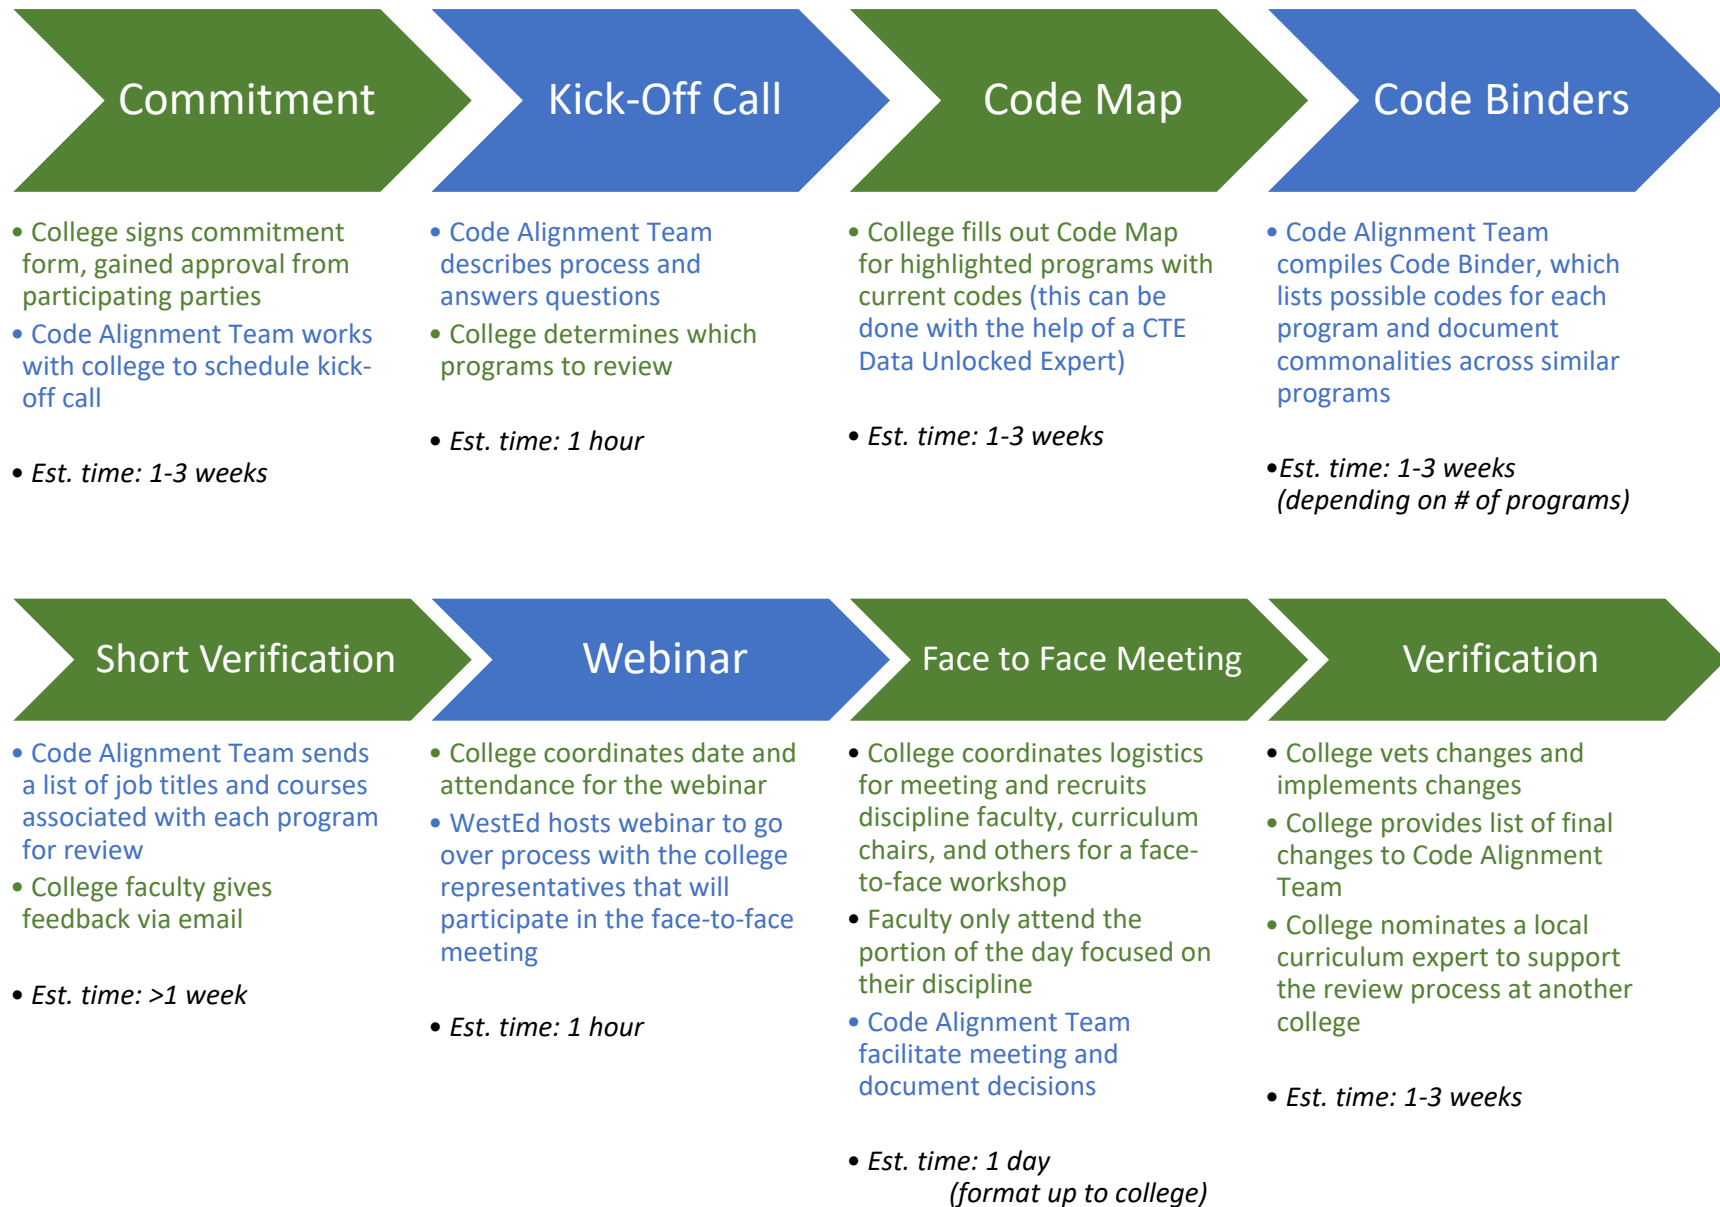 Commitment
• College signs commitment
form, gained approval from
participating parties
• Code Alignment Team works
with college to schedule kick-
off call
• Est. time: 1-3 weeks
Kick-Off Call
• Code Alignment Team
describes process and
answers questions
• College determines which
programs to review
• Est. time: 1 hour
Code Map
• College fills out Code Map
for highlighted programs with
current codes (this can be
done with the help of a CTE
Data Unlocked Expert)
• Est. time: 1-3 weeks
Code Binders
• Code Alignment Team
compiles Code Binder, which
lists possible codes for each
program and document
commonalities across similar
programs
•Est. time: 1-3 weeks
(depending on # of programs)
Short Verification
• Code Alignment Team sends
a list of job titles and courses
associated with each program
for review
• College faculty gives
feedback via email
• Est. time: >1 week
Webinar
• College coordinates date and
attendance for the webinar
• WestEd hosts webinar to go
over process with the college
representatives that will
participate in the face-to-face
meeting
• Est. time: 1 hour
Face to Face Meeting
• College coordinates logistics
for meeting and recruits
discipline faculty, curriculum
chairs, and others for a face-
to-face workshop
• Faculty only attend the
portion of the day focused on
their discipline
• Code Alignment Team
facilitate meeting and
document decisions
• Est. time: 1 day
(format up to college)
Verification
• College vets changes and
implements changes
• College provides list of final
changes to Code Alignment
Team
• College nominates a local
curriculum expert to support
the review process at another
college
• Est. time: 1-3 weeks